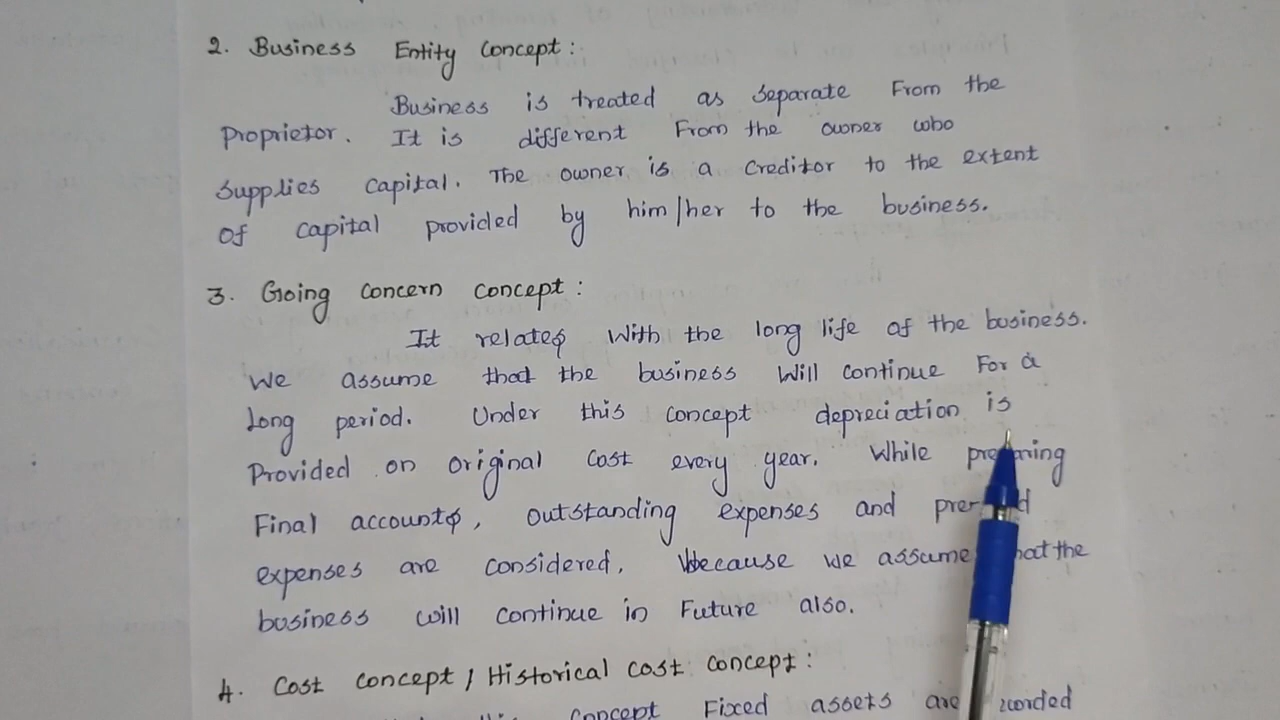 2. Business Entity Concept:
Business is treated as separate From the
Proprietor. It is different From the owner who
Supplies capital. The owner is a creditor to the extent
Of capital provided by him/her to the business.
3. Going concern concept:
It relates With the long life of the business.
We assume that the business Will continue For a
Long period. Under this concept depreciation is
Provided on original cost every year. While
Final accounts, outstanding expenses and
expenses are considered, because we assume the
business will continue in Future also.
4. Cost concept / Historical cost concept:
concept Fixed assets are